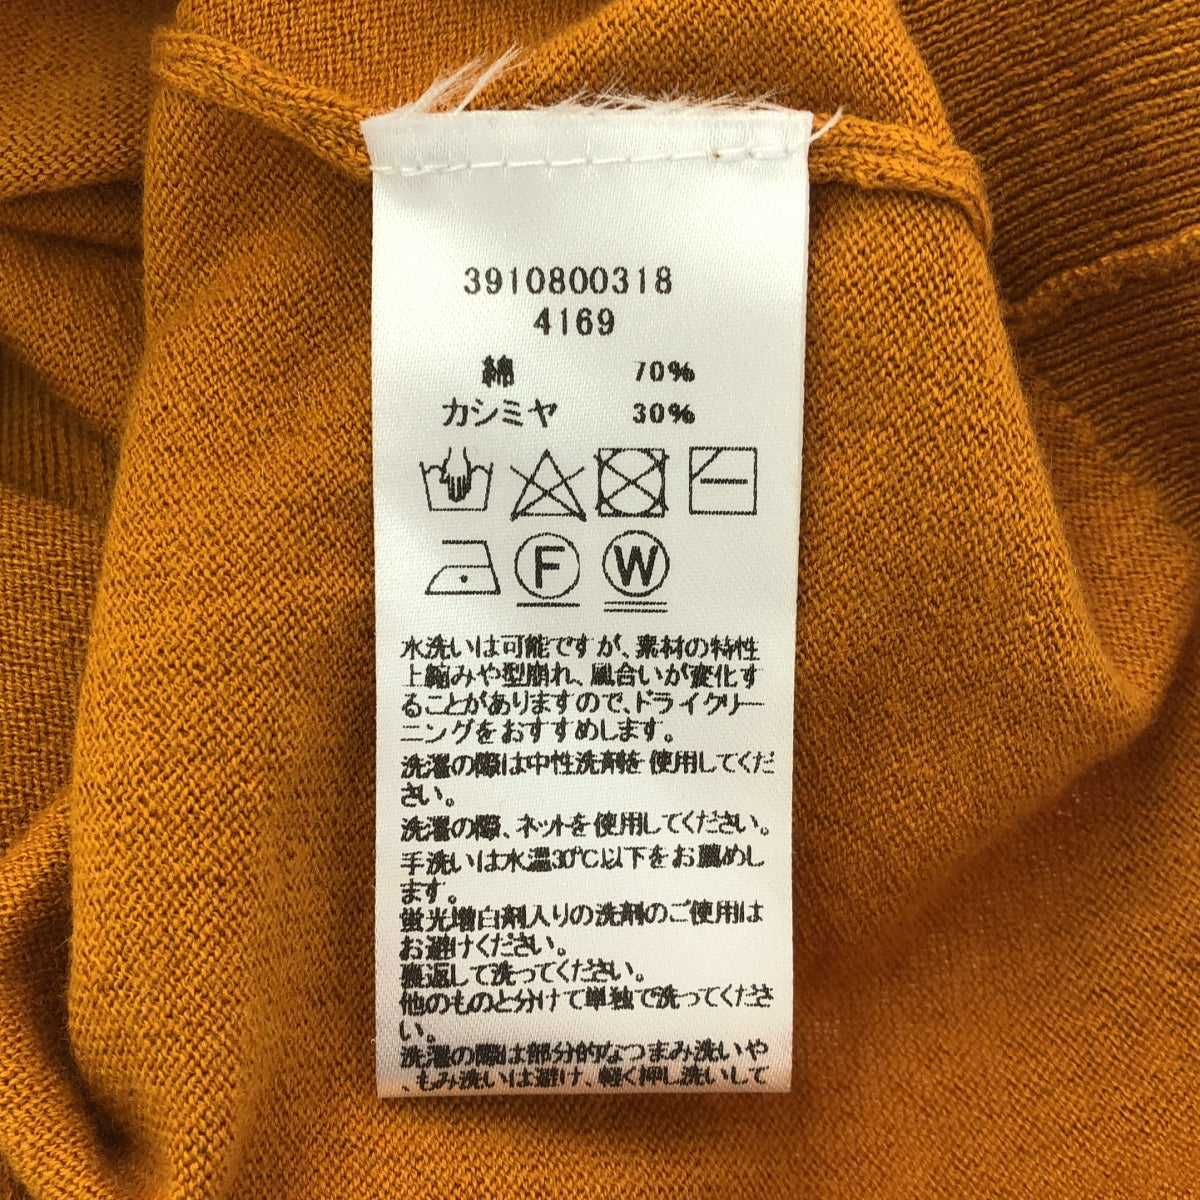 3910800318
4169
綿 70%
カシミヤ 30%
F W
水洗いは可能ですが、素材の特性
上縮みや型崩れ、風合いが変化す
ることがありますので、ドライクリー
ニングをおすすめします。
洗濯の際は中性洗剤を使用してくだ
さい。
洗濯の際、ネットを使用してください。
手洗いは水温30℃以下をお薦めし
ます。
蛍光増白剤入りの洗剤のご使用は
お避けください。
裏返して洗ってください。
他のものと分けて単独で洗ってくださ
い。
洗濯の際は部分的なつまみ洗いや
、もみ洗いは避け、軽く押し洗いして